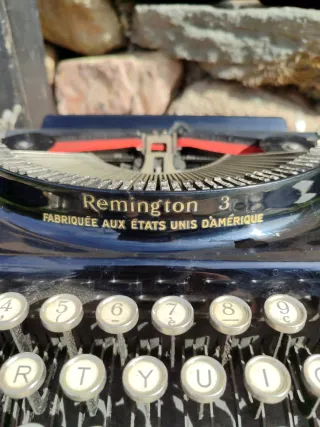 Remington 3
FABRIQUÉE AUX ÉTATS UNIS D'AMÉRIQUE
4 5 6 7 8 9
R T Y U I